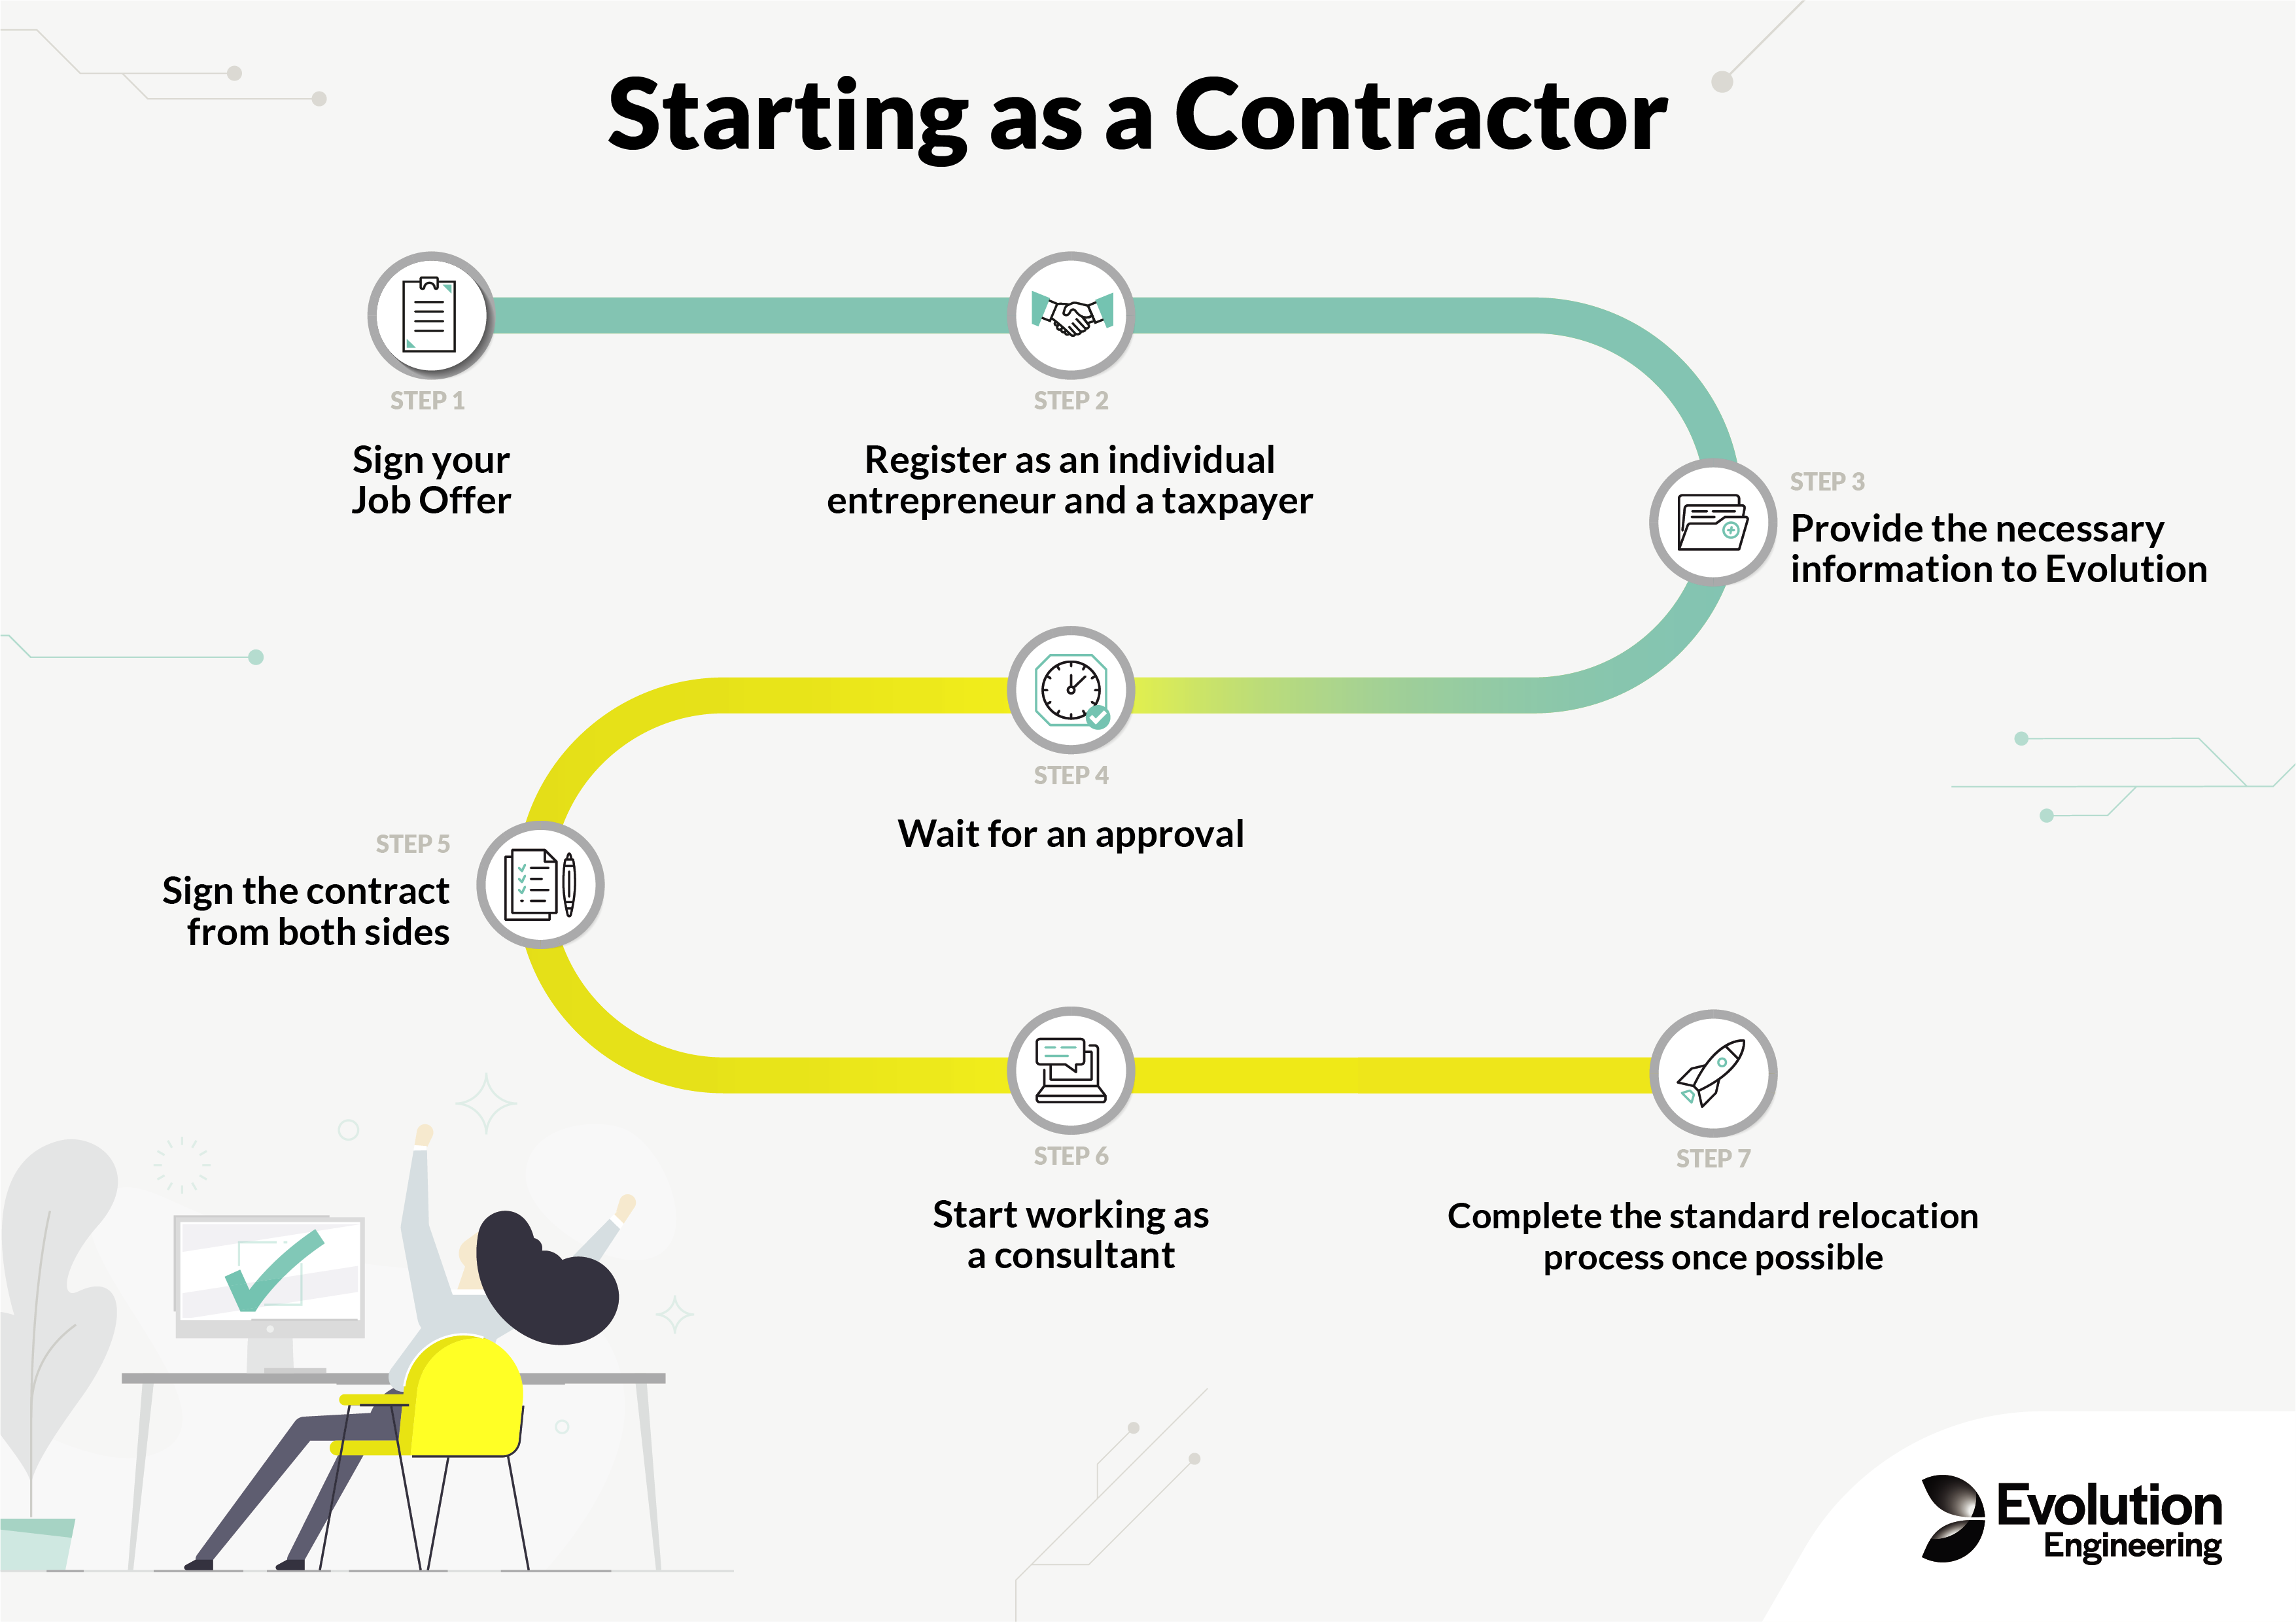 Starting as a Contractor
STEP 1
Sign your
Job Offer
STEP 2
Register as an individual
entrepreneur and a taxpayer
STEP 3
Provide the necessary
information to Evolution
STEP 4
Wait for an approval
STEP 5
Sign the contract
from both sides
STEP 6
Start working as
a consultant
STEP 7
Complete the standard relocation
process once possible
Evolution
Engineering